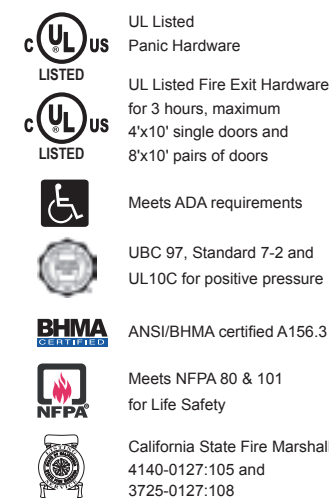 UL Listed
c UL US Panic Hardware
LISTED
UL Listed Fire Exit Hardware
for 3 hours, maximum
c UL US 4'x10' single doors and
LISTED 8'x10' pairs of doors
Meets ADA requirements
UBC 97, Standard 7-2 and
UL10C for positive pressure
BHMA ANSI/BHMA certified A156.3
CERTIFIED
Meets NFPA 80 & 101
for Life Safety
NFPA
California State Fire Marshall
4140-0127:105 and
3725-0127:108